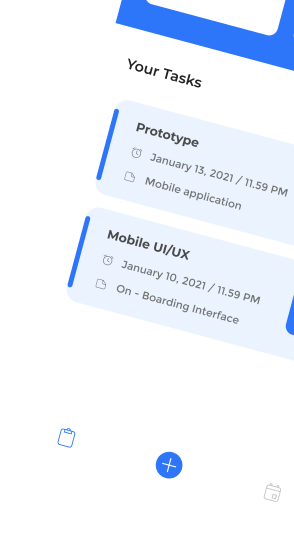 Your Tasks
Prototype
January 13, 2021 / 11.59 PM
Mobile application
Mobile UI/UX
January 10, 2021 / 11.59 PM
On - Boarding Interface